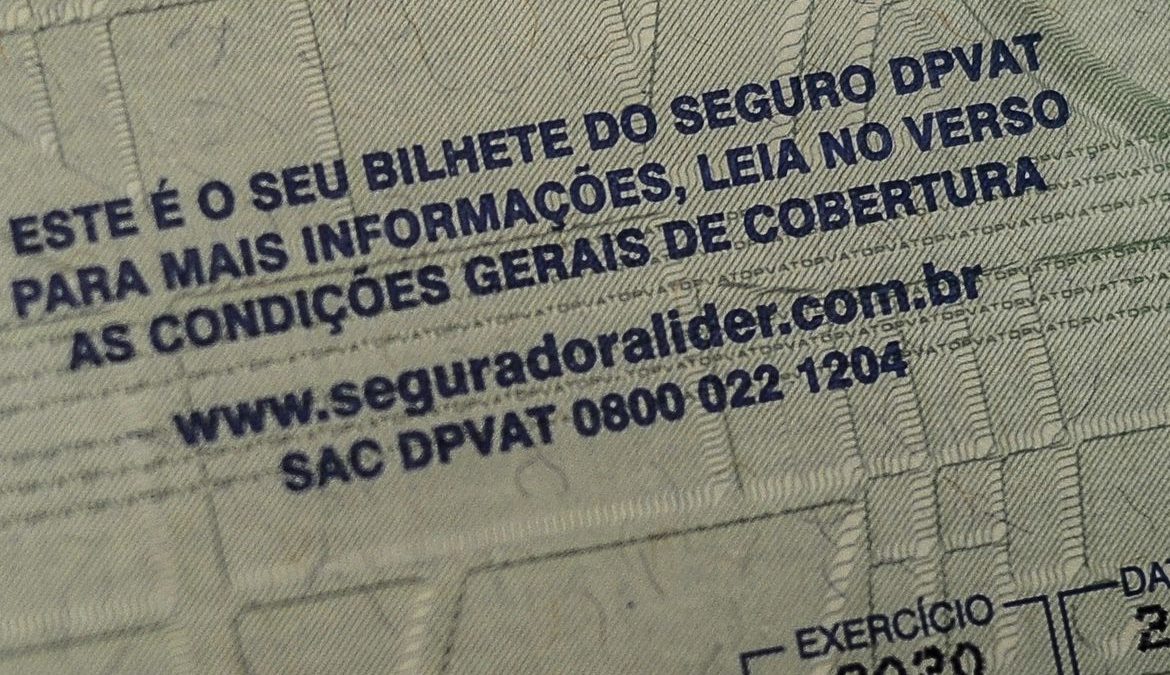 ESTE É O SEU BILHETE DO SEGURO DPVAT
PARA MAIS INFORMAÇÕES, LEIA NO VERSO
AS CONDIÇÕES GERAIS DE COBERTURA
www.seguradoralider.com.br
SAC DPVAT 0800 022 1204
EXERCÍCIO
2020